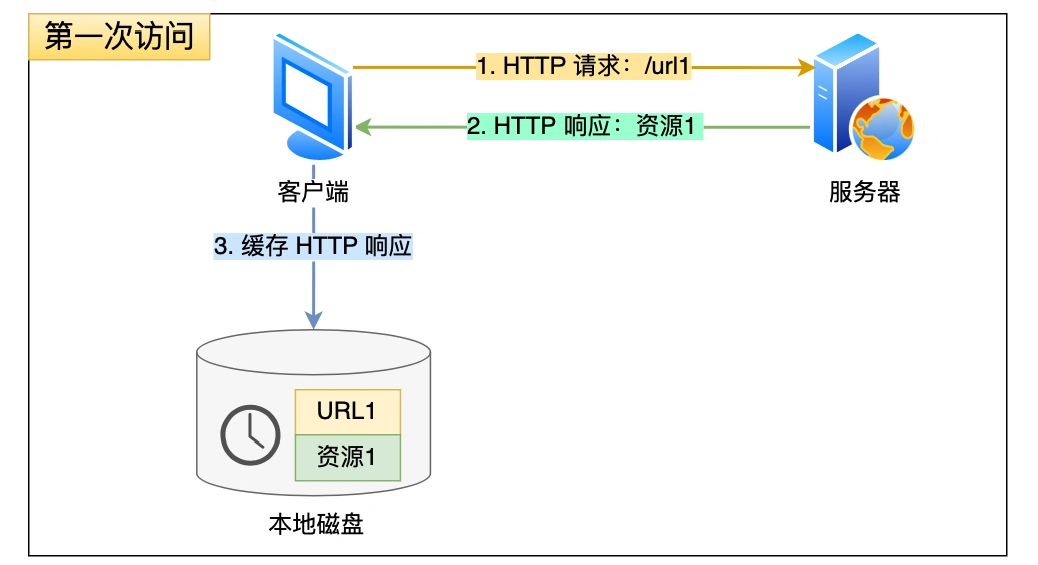 第一次访问
1. HTTP 请求：/url1
2. HTTP 响应：资源1
客户端
服务器
3. 缓存 HTTP 响应
URL1
资源1
本地磁盘